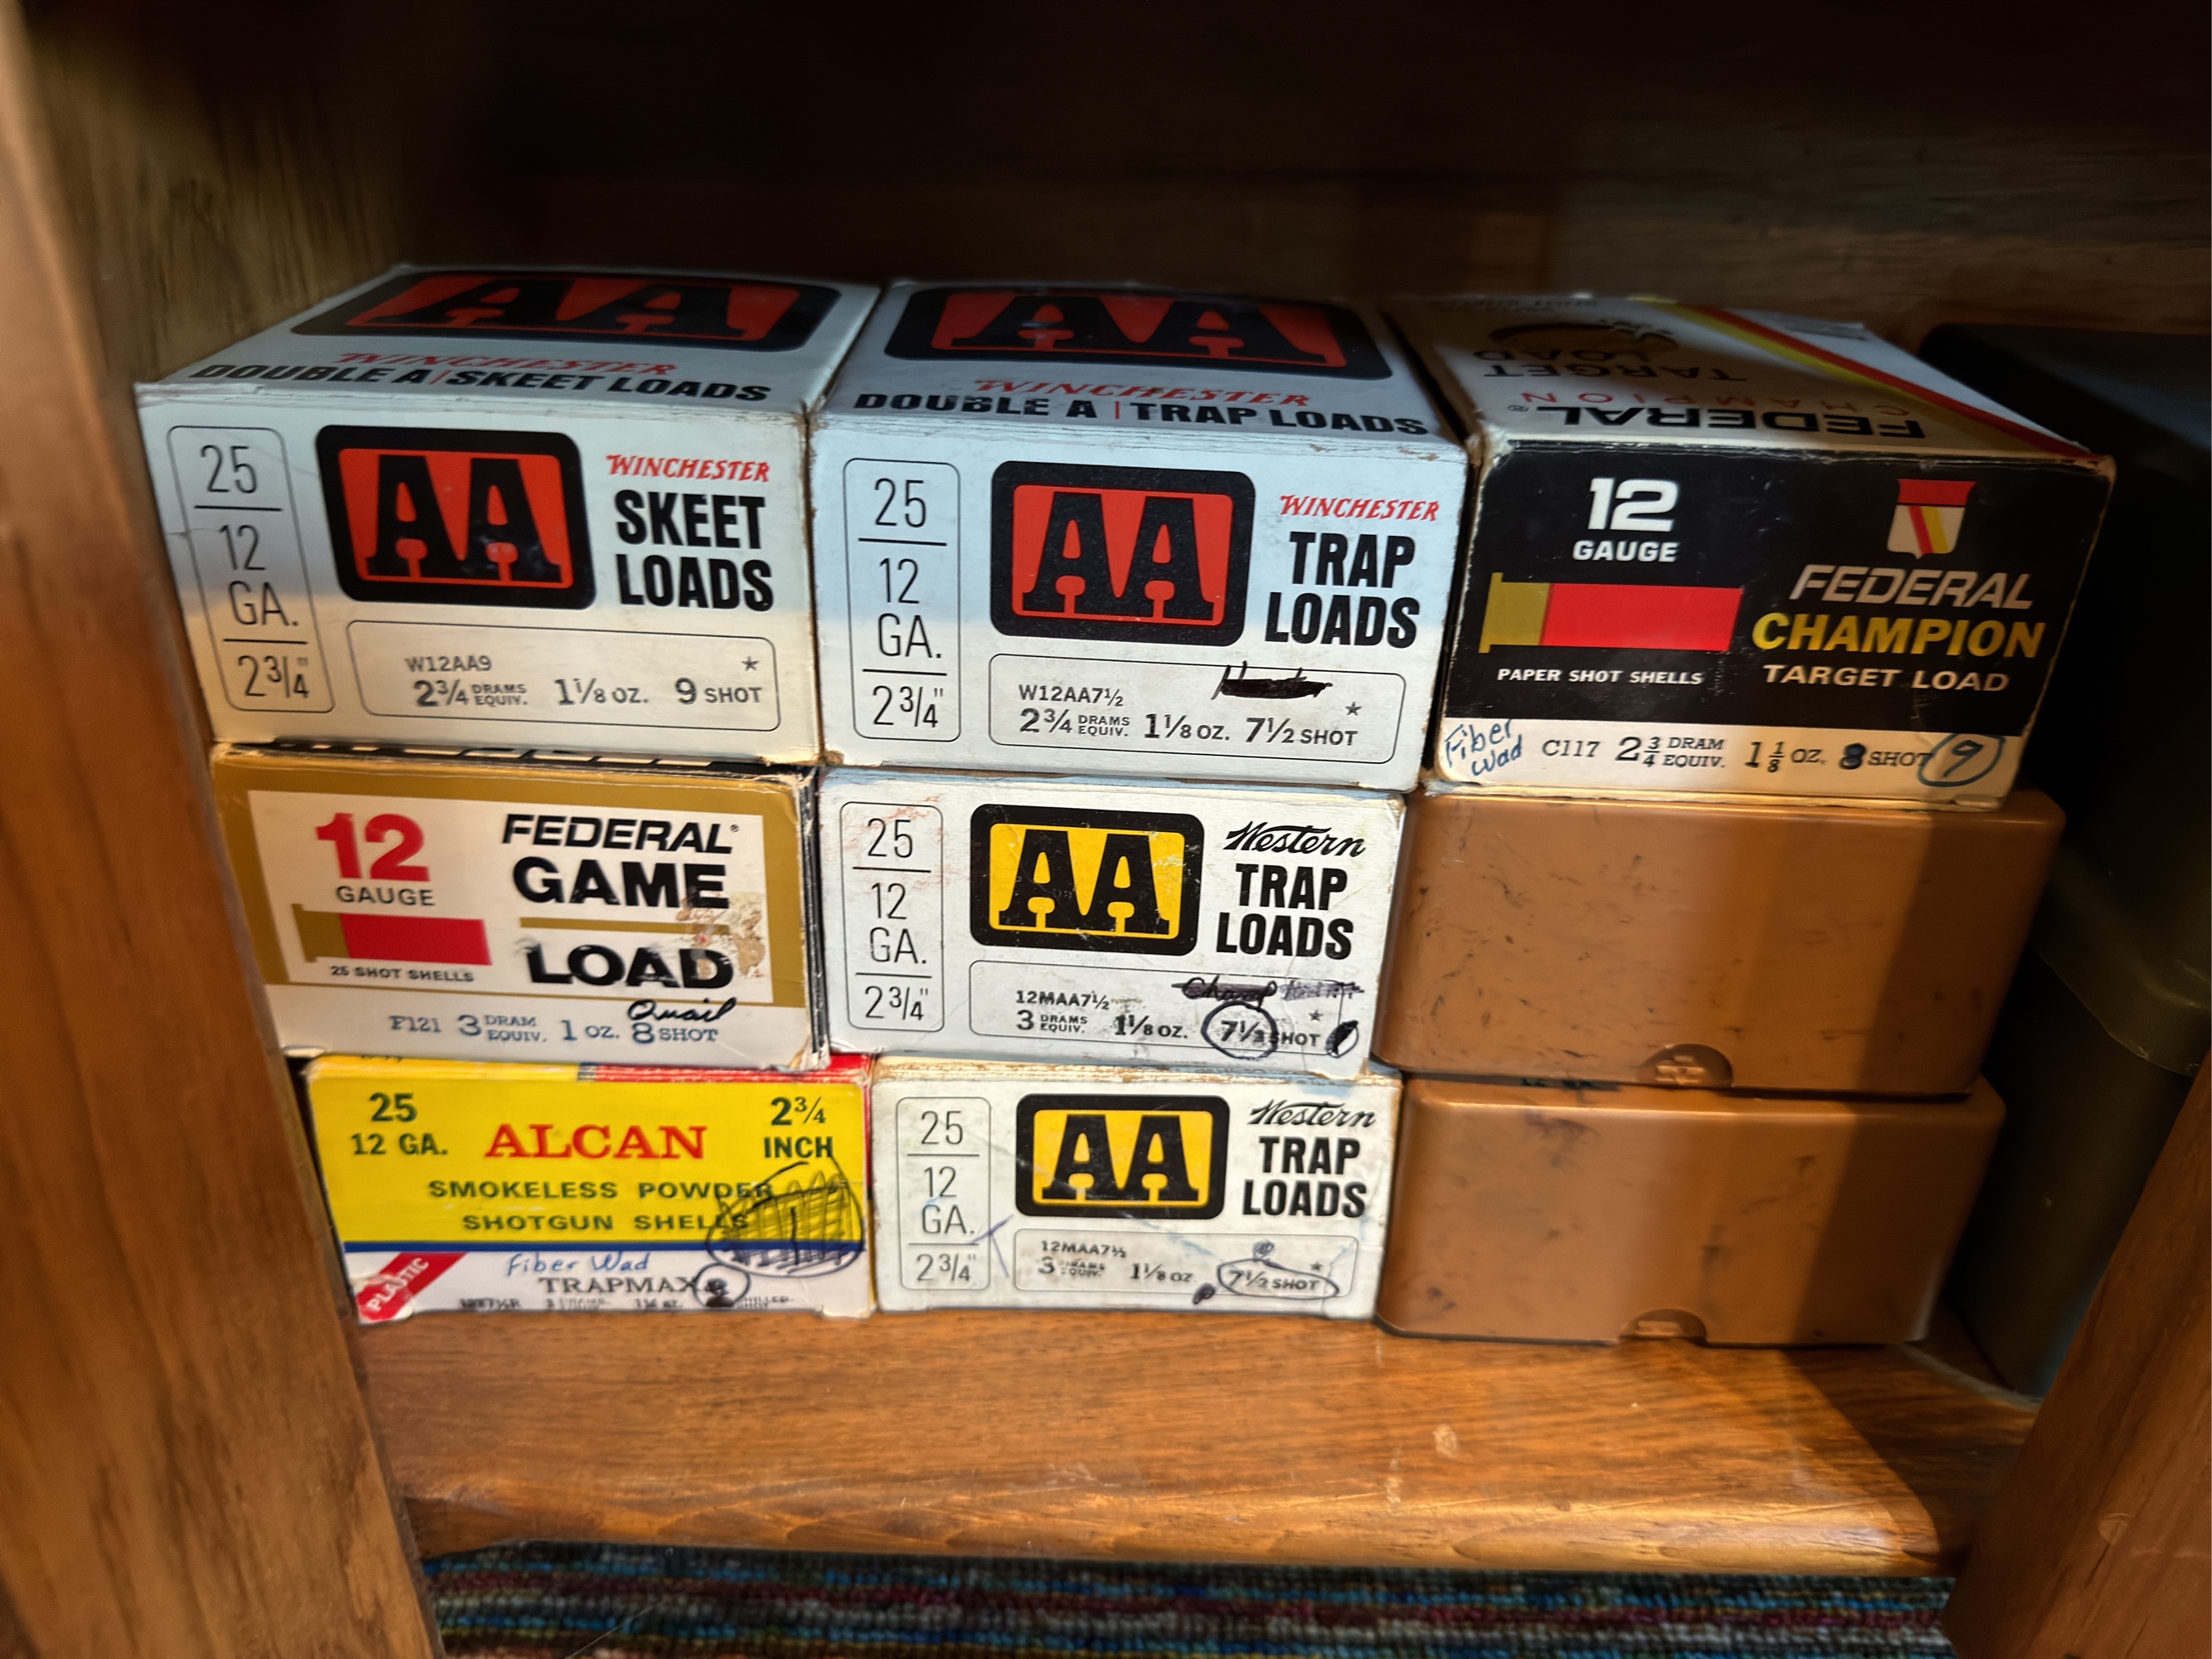 AA
WINCHESTER
DOUBLE A | SKEET LOADS
25
12
GA.
2¾"
AA
WINCHESTER
SKEET
LOADS
W12AA9
★
2¾ DRAMS EQUIV. 1⅛ OZ. 9 SHOT
AA
WINCHESTER
DOUBLE A | TRAP LOADS
25
12
GA.
2¾"
AA
WINCHESTER
TRAP
LOADS
W12AA7½
★
2¾ DRAMS EQUIV. 1⅛ OZ. 7½ SHOT
FEDERAL®
CHAMPION
TARGET
LOAD
12
GAUGE
PAPER SHOT SHELLS
FEDERAL
CHAMPION
TARGET LOAD
Fiber
Wad
C117 2¾ DRAM EQUIV. 1⅛ OZ. 8 SHOT 9
12
GAUGE
25 SHOT SHELLS
FEDERAL®
GAME
LOAD
Quail
F121 3 DRAM EQUIV. 1 OZ. 8 SHOT
25
12
GA.
2¾"
AA
Western
TRAP
LOADS
Champ
12MAA7½
★
3 DRAMS EQUIV. 1⅛ OZ. 7½ SHOT
25
12 GA.
ALCAN
2¾
INCH
SMOKELESS POWDER
SHOTGUN SHELLS
PLASTIC
Fiber Wad
TRAPMAX
25
12
GA.
2¾"
AA
Western
TRAP
LOADS
12MAA7½
★
3 DRAMS EQUIV. 1⅛ OZ 7½ SHOT